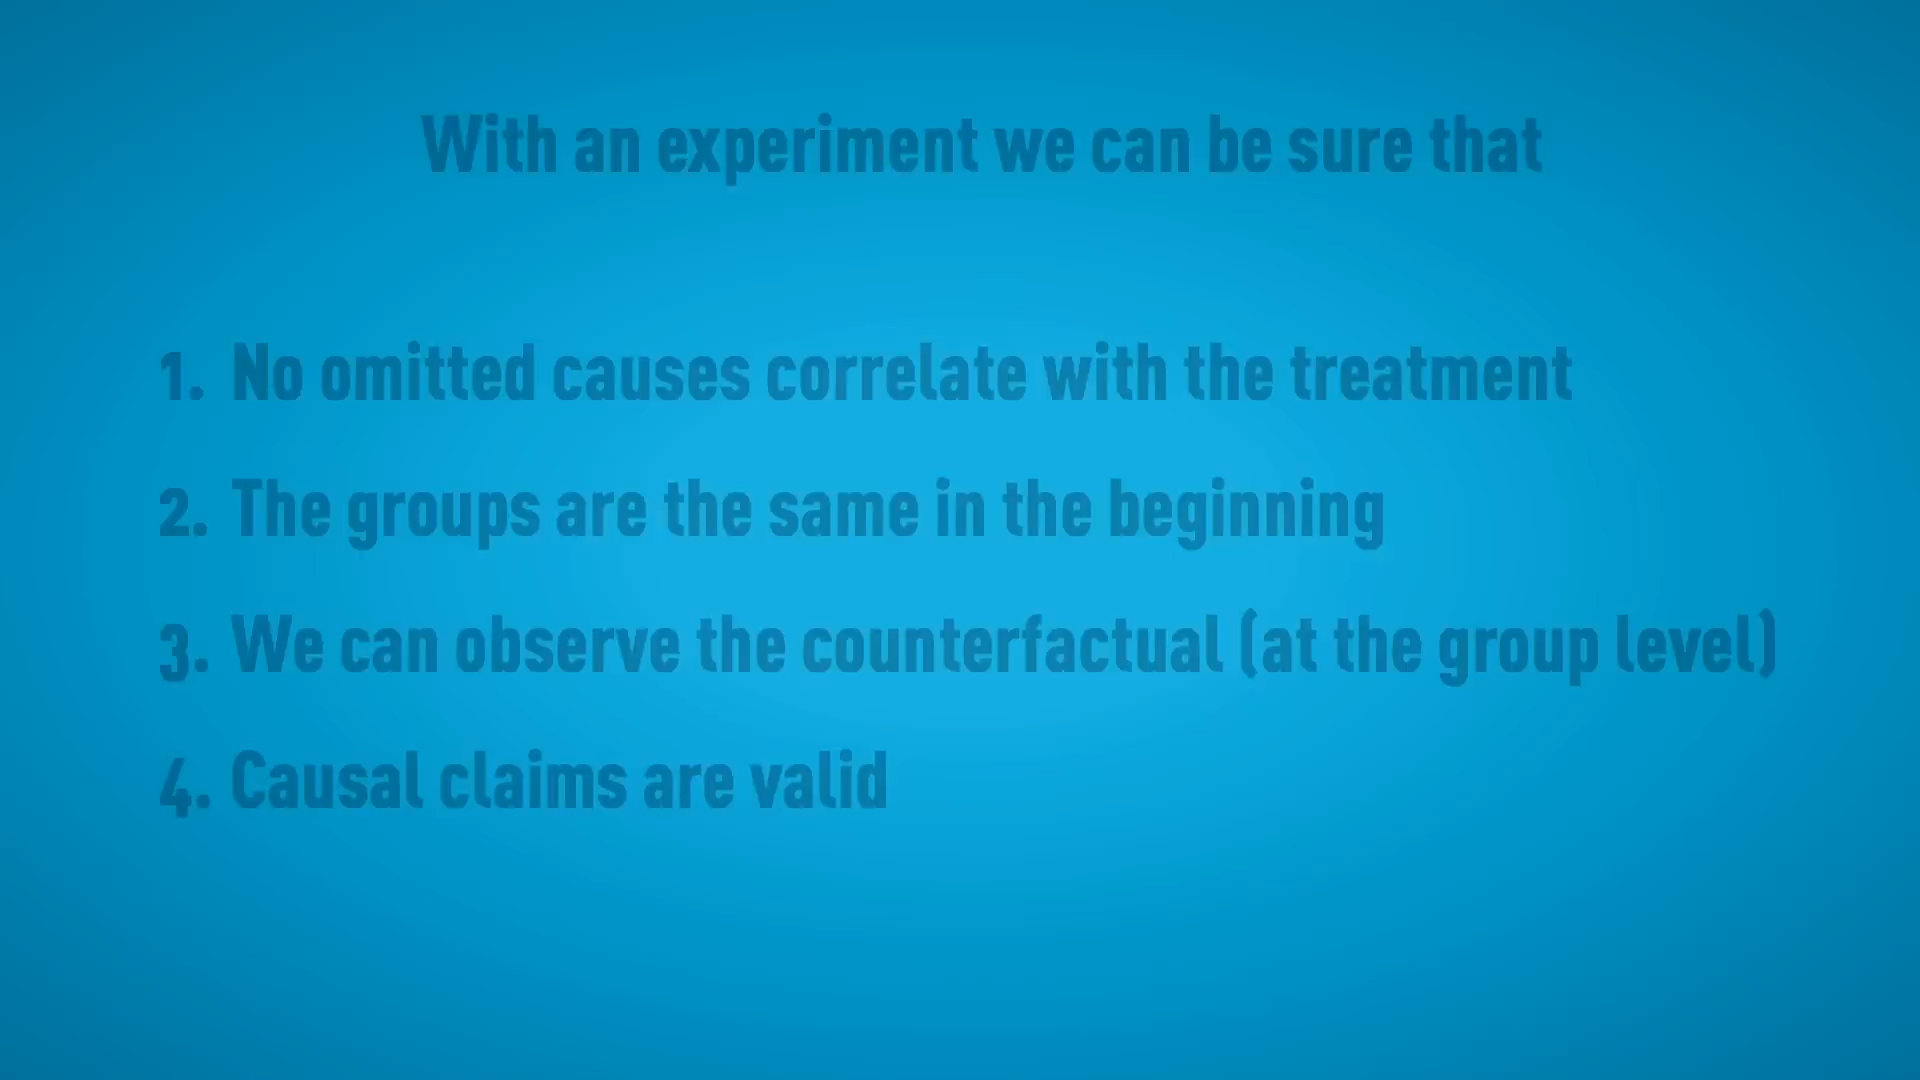 With an experiment we can be sure that
1. No omitted causes correlate with the treatment
2. The groups are the same in the beginning
3. We can observe the counterfactual (at the group level)
4. Causal claims are valid